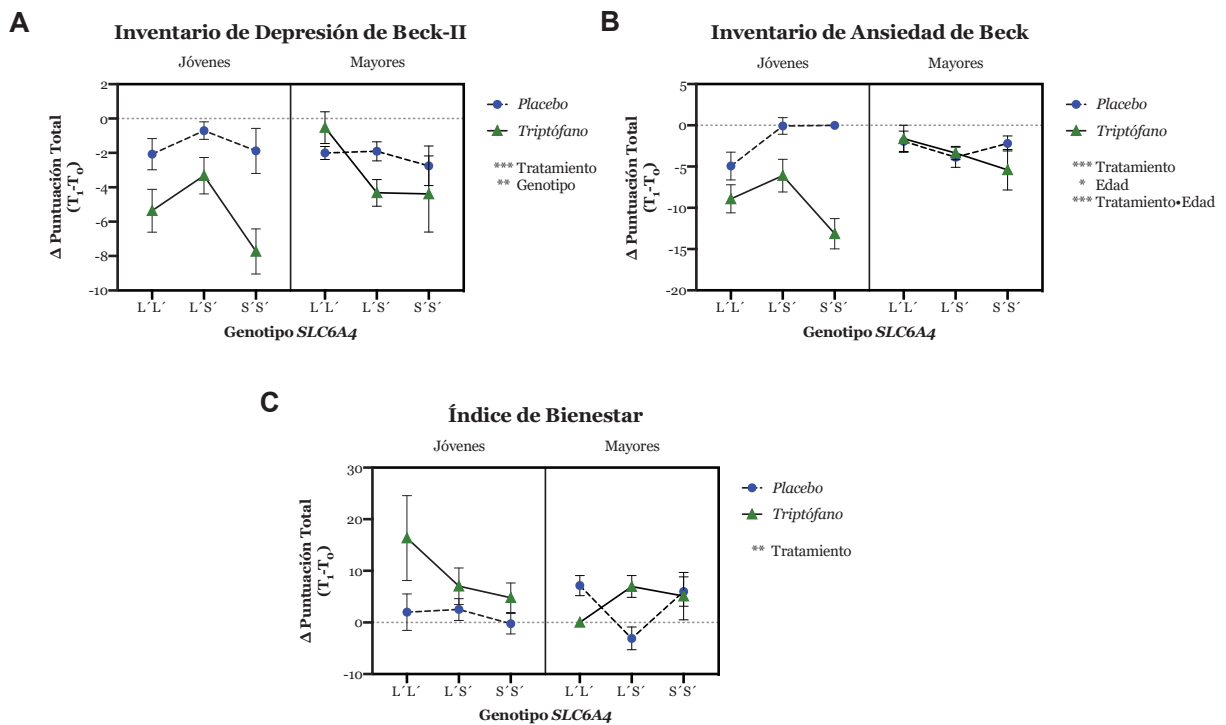 A
Inventario de Depresión de Beck-II
Jóvenes
Mayores
2
0
-2
-4
-6
-8
-10
Δ Puntuación Total
(T₁-T₀)
L´L´
L´S´
S´S´
L´L´
L´S´
S´S´
Genotipo SLC6A4
Placebo
Triptófano
*** Tratamiento
** Genotipo
B
Inventario de Ansiedad de Beck
Jóvenes
Mayores
5
0
-5
-10
-15
-20
Δ Puntuación Total
(T₁-T₀)
L´L´
L´S´
S´S´
L´L´
L´S´
S´S´
Genotipo SLC6A4
Placebo
Triptófano
*** Tratamiento
* Edad
*** Tratamiento•Edad
C
Índice de Bienestar
Jóvenes
Mayores
30
20
10
0
-10
Δ Puntuación Total
(T₁-T₀)
L´L´
L´S´
S´S´
L´L´
L´S´
S´S´
Genotipo SLC6A4
Placebo
Triptófano
** Tratamiento